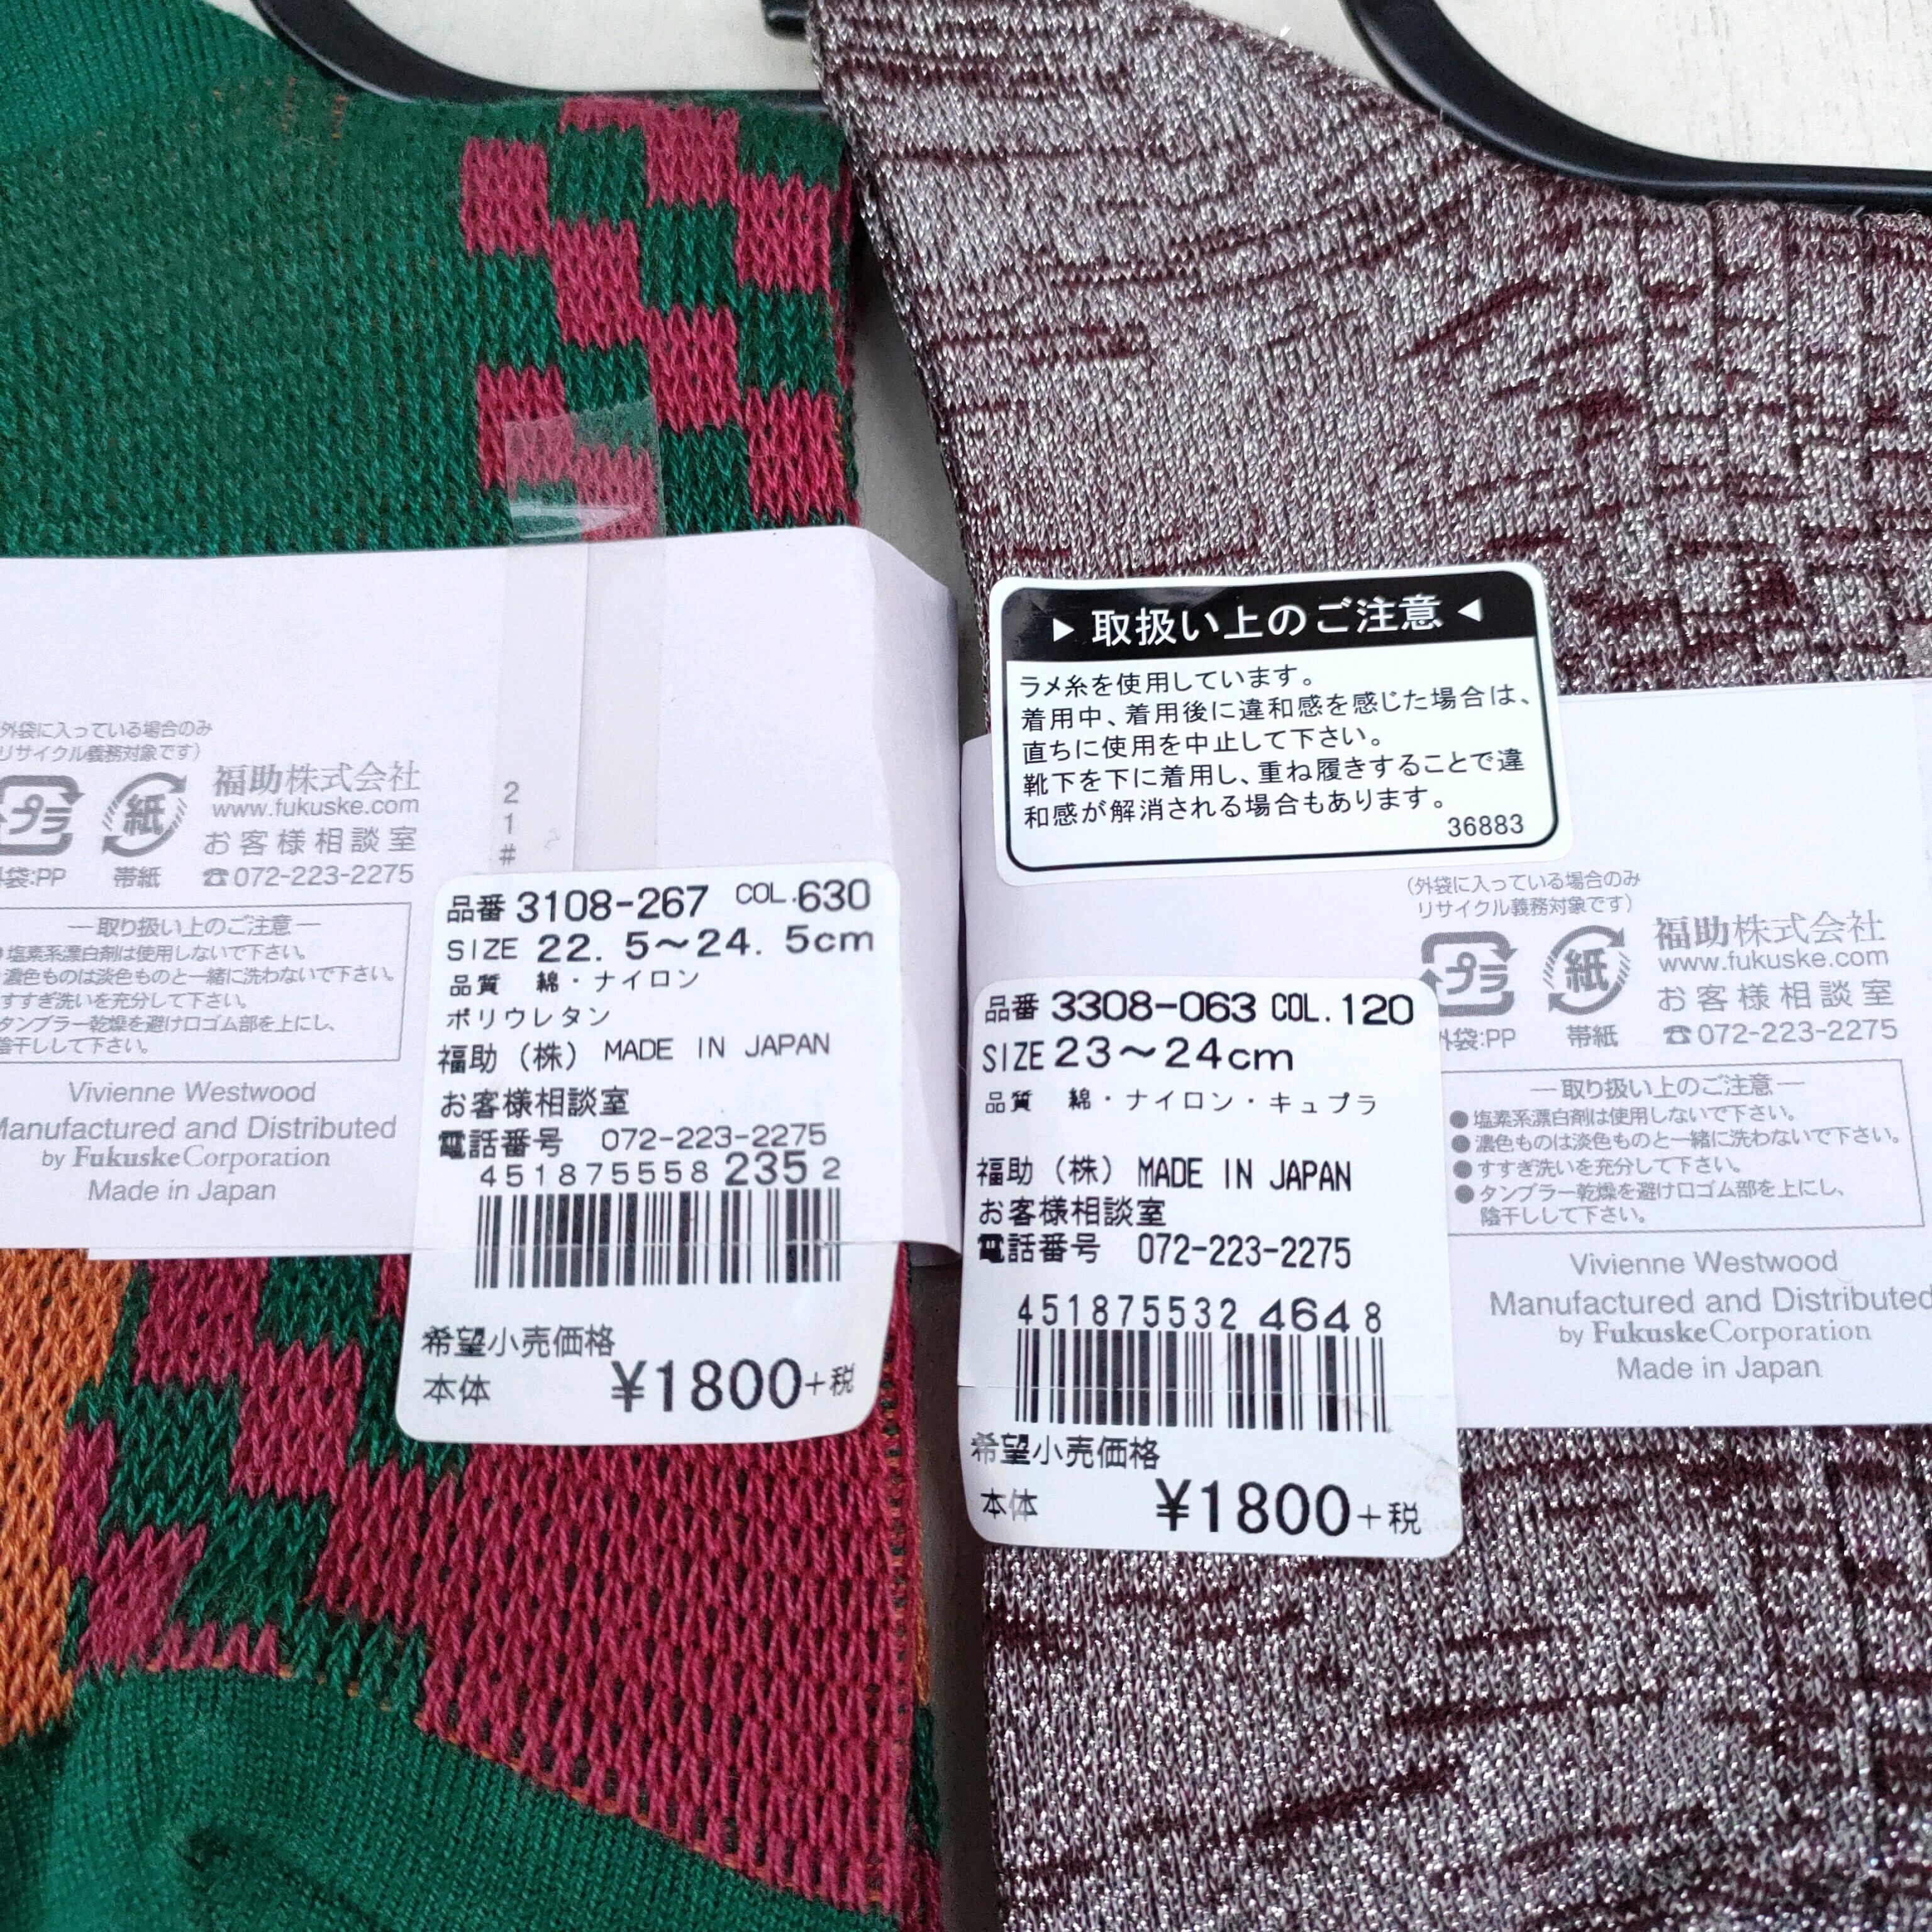 外袋に入っている場合のみ
リサイクル義務対象です)
プラ
紙
福助株式会社
www.fukuske.com
お客様相談室
外袋:PP
帯紙
☎072-223-2275
—取り扱い上のご注意—
塩素系漂白剤は使用しないで下さい。
濃色ものは淡色ものと一緒に洗わないで下さい。
すすぎ洗いを充分して下さい。
タンブラー乾燥を避け口ゴム部を上にし、
陰干しして下さい。
Vivienne Westwood
Manufactured and Distributed
by Fukuske Corporation
Made in Japan
2
1
#
品番 3108-267 COL.630
SIZE 22.5~24.5cm
品質 綿・ナイロン
ポリウレタン
福助(株) MADE IN JAPAN
お客様相談室
電話番号 072-223-2275
451875558 235 2
希望小売価格
本体 ¥1800+税
▶ 取扱い上のご注意 ◀
ラメ糸を使用しています。
着用中、着用後に違和感を感じた場合は、
直ちに使用を中止して下さい。
靴下を下に着用し、重ね履きすることで違
和感が解消される場合もあります。
36883
(外袋に入っている場合のみ
リサイクル義務対象です)
プラ
紙
福助株式会社
www.fukuske.com
お客様相談室
外袋:PP
帯紙
☎072-223-2275
—取り扱い上のご注意—
●塩素系漂白剤は使用しないで下さい。
●濃色ものは淡色ものと一緒に洗わないで下さい。
●すすぎ洗いを充分して下さい。
●タンブラー乾燥を避け口ゴム部を上にし、
陰干しして下さい。
Vivienne Westwood
Manufactured and Distributed
by Fukuske Corporation
Made in Japan
品番 3308-063 COL.120
SIZE 23~24cm
品質 綿・ナイロン・キュプラ
福助(株) MADE IN JAPAN
お客様相談室
電話番号 072-223-2275
451875532 464 8
希望小売価格
本体 ¥1800+税